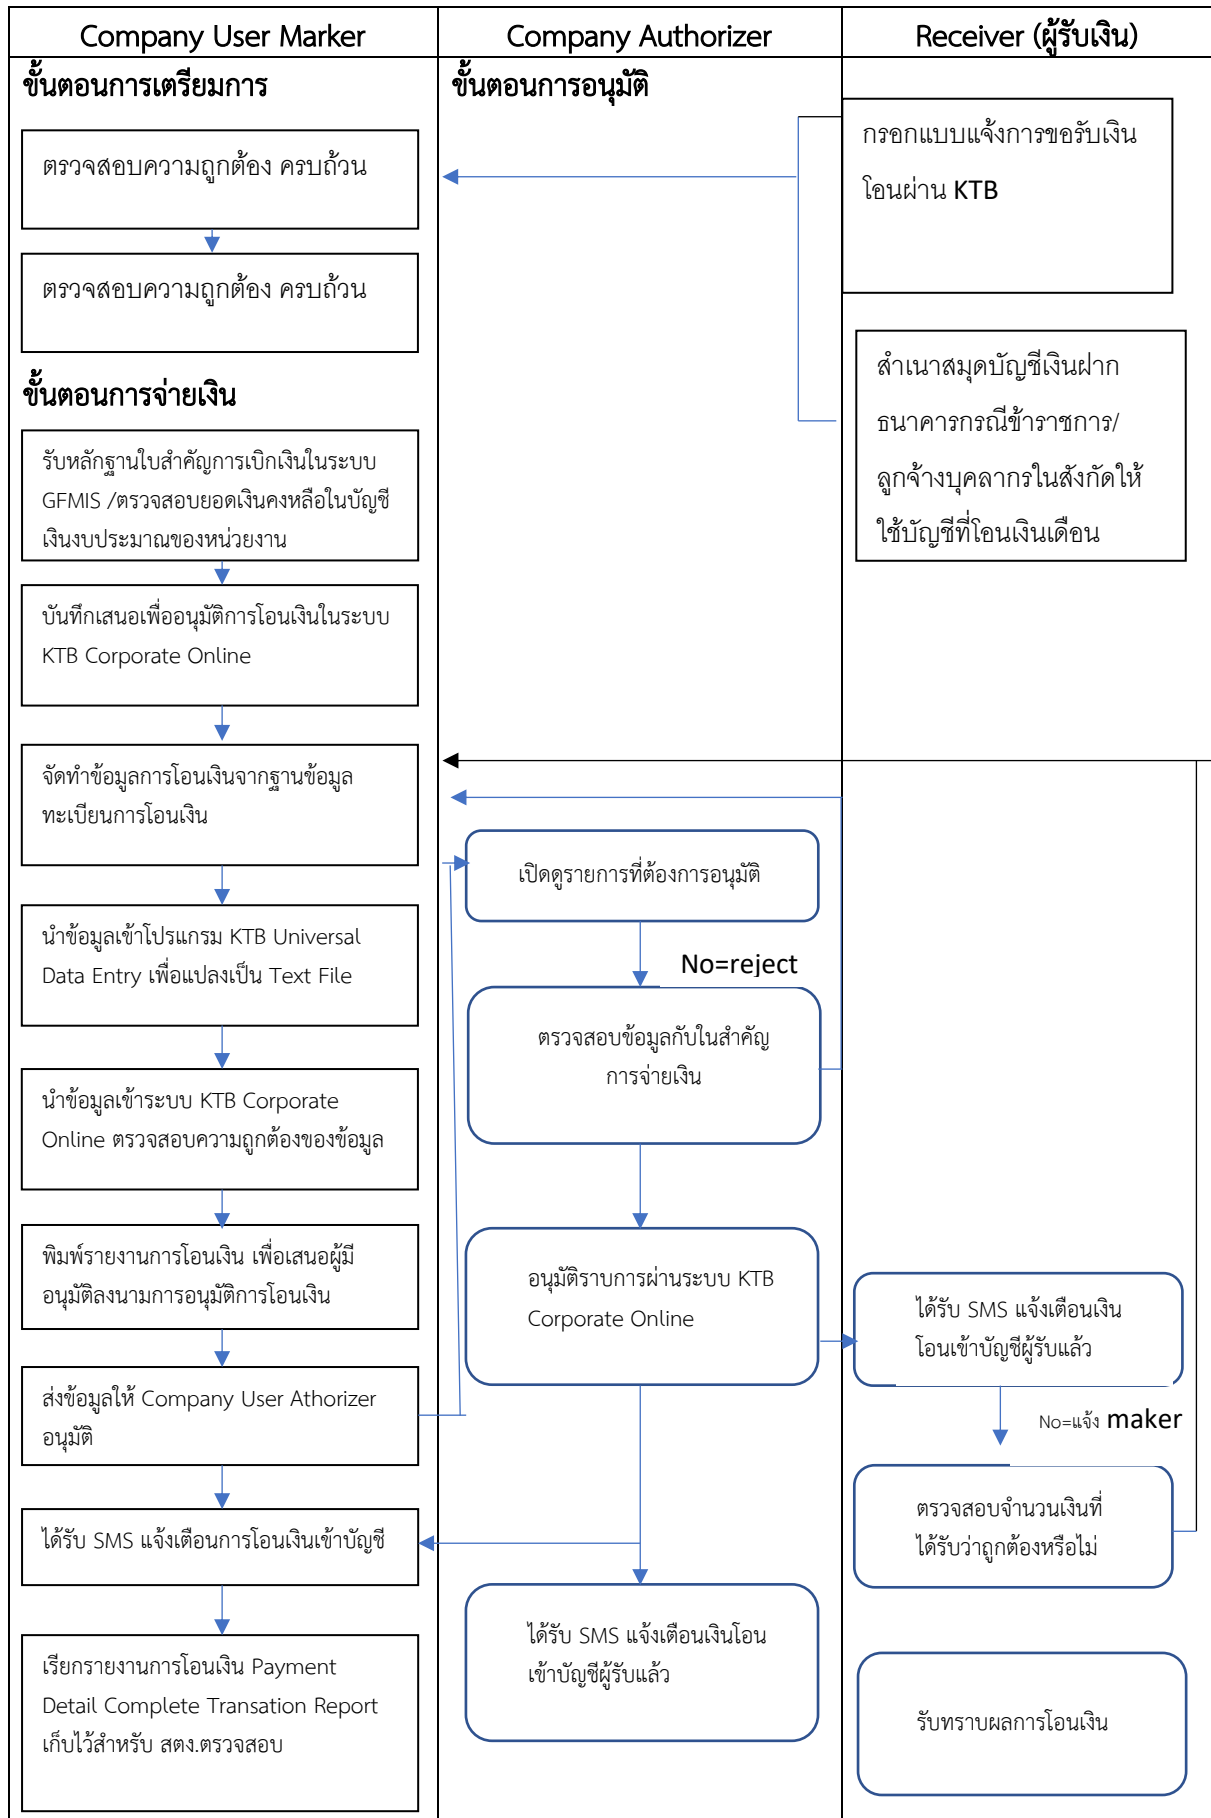 Company User Marker
Company Authorizer
Receiver (ผู้รับเงิน)
ขั้นตอนการเตรียมการ
ตรวจสอบความถูกต้อง ครบถ้วน
ตรวจสอบความถูกต้อง ครบถ้วน
ขั้นตอนการจ่ายเงิน
รับหลักฐานใบสำคัญการเบิกเงินในระบบ
GFMIS /ตรวจสอบยอดเงินคงหลือในบัญชี
เงินงบประมาณของหน่วยงาน
บันทึกเสนอเพื่ออนุมัติการโอนเงินในระบบ
KTB Corporate Online
จัดทำข้อมูลการโอนเงินจากฐานข้อมูล
ทะเบียนการโอนเงิน
นำข้อมูลเข้าโปรแกรม KTB Universal
Data Entry เพื่อแปลงเป็น Text File
นำข้อมูลเข้าระบบ KTB Corporate
Online ตรวจสอบความถูกต้องของข้อมูล
พิมพ์รายงานการโอนเงิน เพื่อเสนอผู้มี
อนุมัติลงนามการอนุมัติการโอนเงิน
ส่งข้อมูลให้ Company User Athorizer
อนุมัติ
ได้รับ SMS แจ้งเตือนการโอนเงินเข้าบัญชี
เรียกรายงานการโอนเงิน Payment
Detail Complete Transation Report
เก็บไว้สำหรับ สตง.ตรวจสอบ
ขั้นตอนการอนุมัติ
เปิดดูรายการที่ต้องการอนุมัติ
No=reject
ตรวจสอบข้อมูลกับในสำคัญ
การจ่ายเงิน
อนุมัติราบการผ่านระบบ KTB
Corporate Online
ได้รับ SMS แจ้งเตือนเงินโอน
เข้าบัญชีผู้รับแล้ว
กรอกแบบแจ้งการขอรับเงิน
โอนผ่าน KTB
สำเนาสมุดบัญชีเงินฝาก
ธนาคารกรณีข้าราชการ/
ลูกจ้างบุคลากรในสังกัดให้
ใช้บัญชีที่โอนเงินเดือน
ได้รับ SMS แจ้งเตือนเงิน
โอนเข้าบัญชีผู้รับแล้ว
No=แจ้ง maker
ตรวจสอบจำนวนเงินที่
ได้รับว่าถูกต้องหรือไม่
รับทราบผลการโอนเงิน